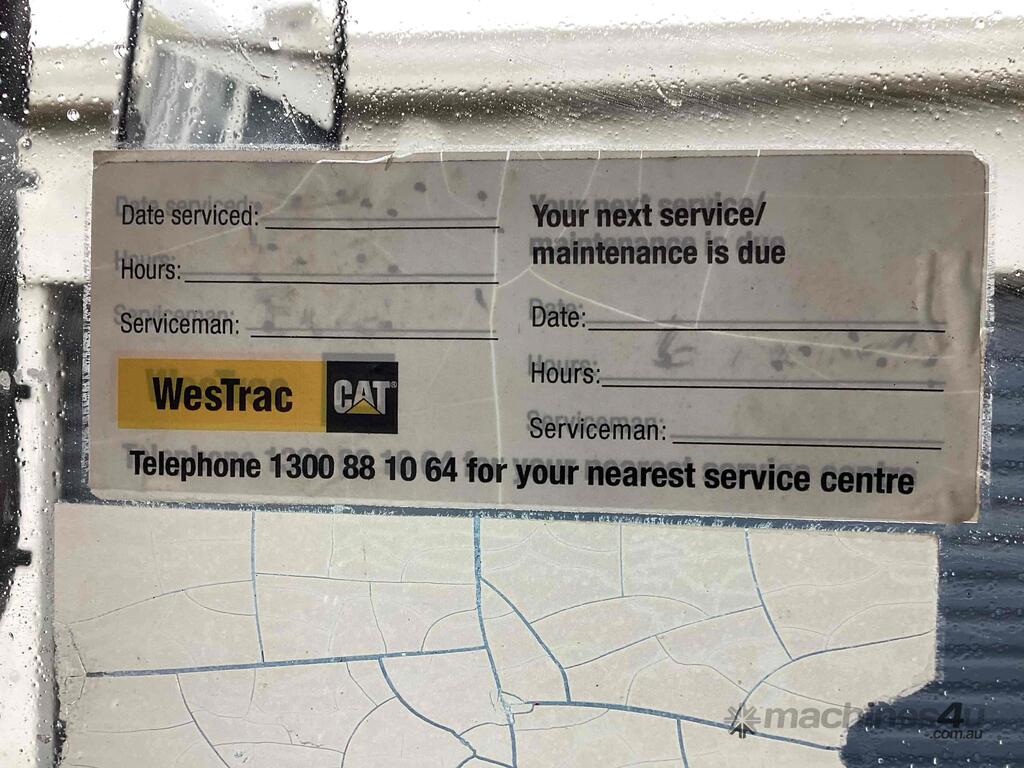 Date serviced:
Hours:
Serviceman:
WesTrac CAT®
Your next service/
maintenance is due
Date:
Hours:
Serviceman:
Telephone 1300 88 10 64 for your nearest service centre
machines4u
.com.au